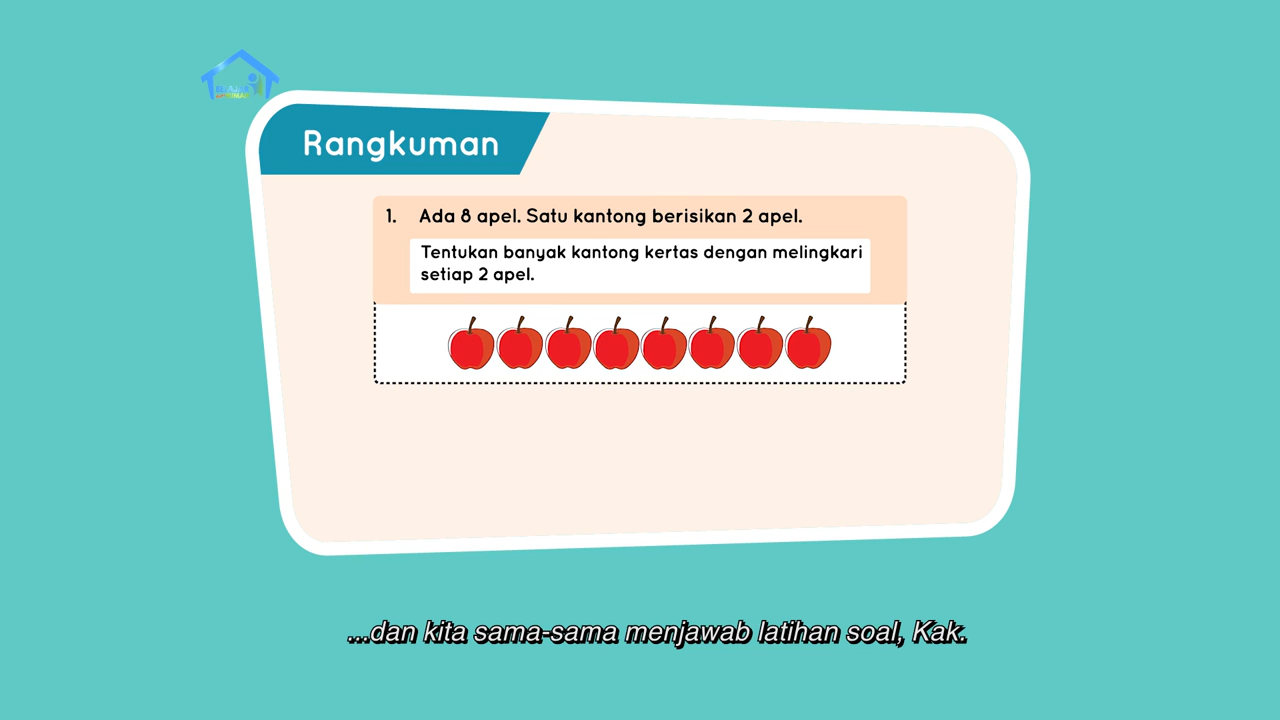 Rangkuman
1. Ada 8 apel. Satu kantong berisikan 2 apel.
Tentukan banyak kantong kertas dengan melingkari
setiap 2 apel.
...dan kita sama-sama menjawab latihan soal, Kak.